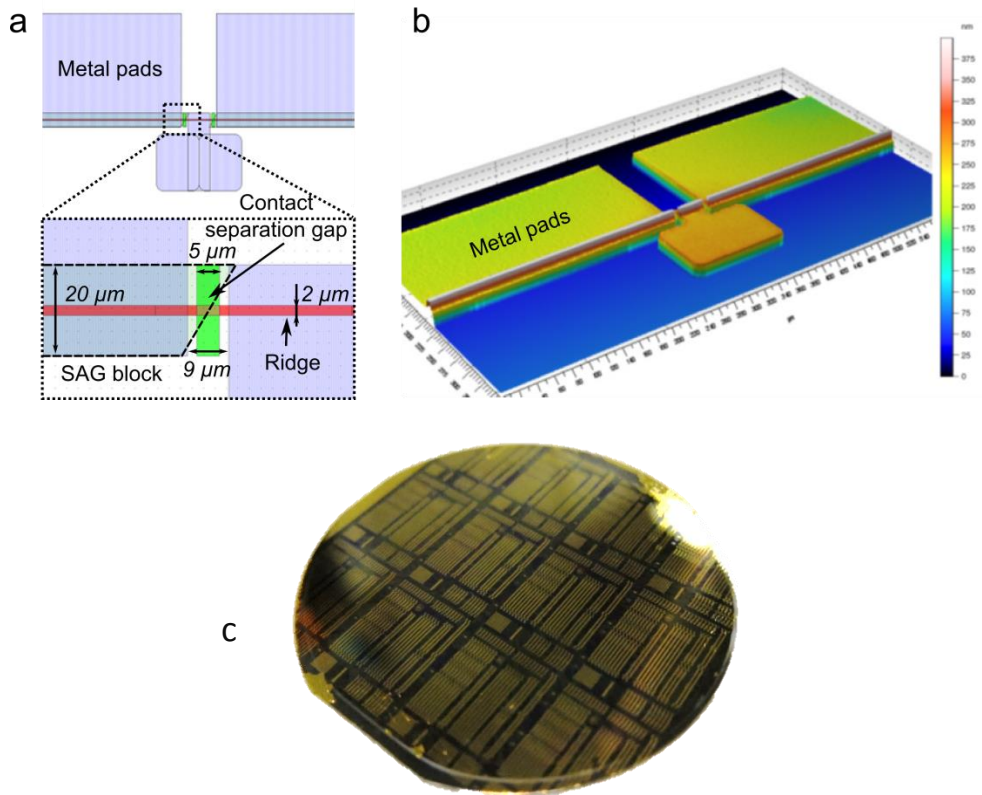 a
Metal pads
Contact
separation gap
5 µm
20 µm
2 µm
9 µm
Ridge
SAG block
b
Metal pads
nm
375
350
325
300
275
250
225
200
175
150
125
100
75
50
25
0
c